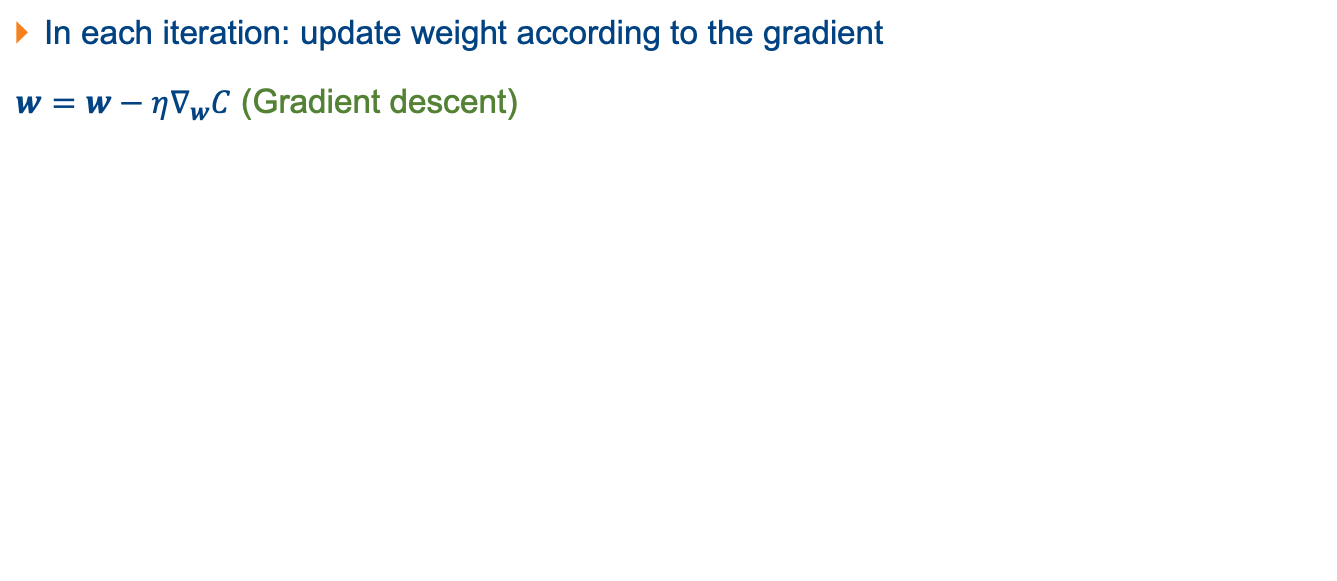 In each iteration: update weight according to the gradient
𝒘 = 𝒘 − 𝜂∇𝒘𝐶 (Gradient descent)